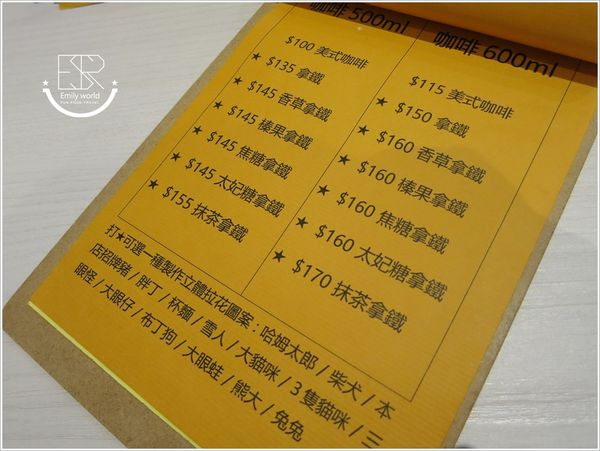 咖啡 500ml
$100 美式咖啡
★ $135 拿鐵
★ $145 香草拿鐵
★ $145 榛果拿鐵
★ $145 焦糖拿鐵
★ $145 太妃糖拿鐵
★ $155 抹茶拿鐵
咖啡 600ml
$115 美式咖啡
★ $150 拿鐵
★ $160 香草拿鐵
★ $160 榛果拿鐵
★ $160 焦糖拿鐵
★ $160 太妃糖拿鐵
★ $170 抹茶拿鐵
打★可選一種製作立體拉花圖案：哈姆太郎 / 柴犬 / 本
店招牌豬 / 胖丁 / 杯麵 / 雪人 / 大貓咪 / 3 隻貓咪 / 三
眼怪 / 大眼仔 / 布丁狗 / 大眼蛙 / 熊大 / 兔兔
ESR
Emily world
FUN FOOD TRAVEL